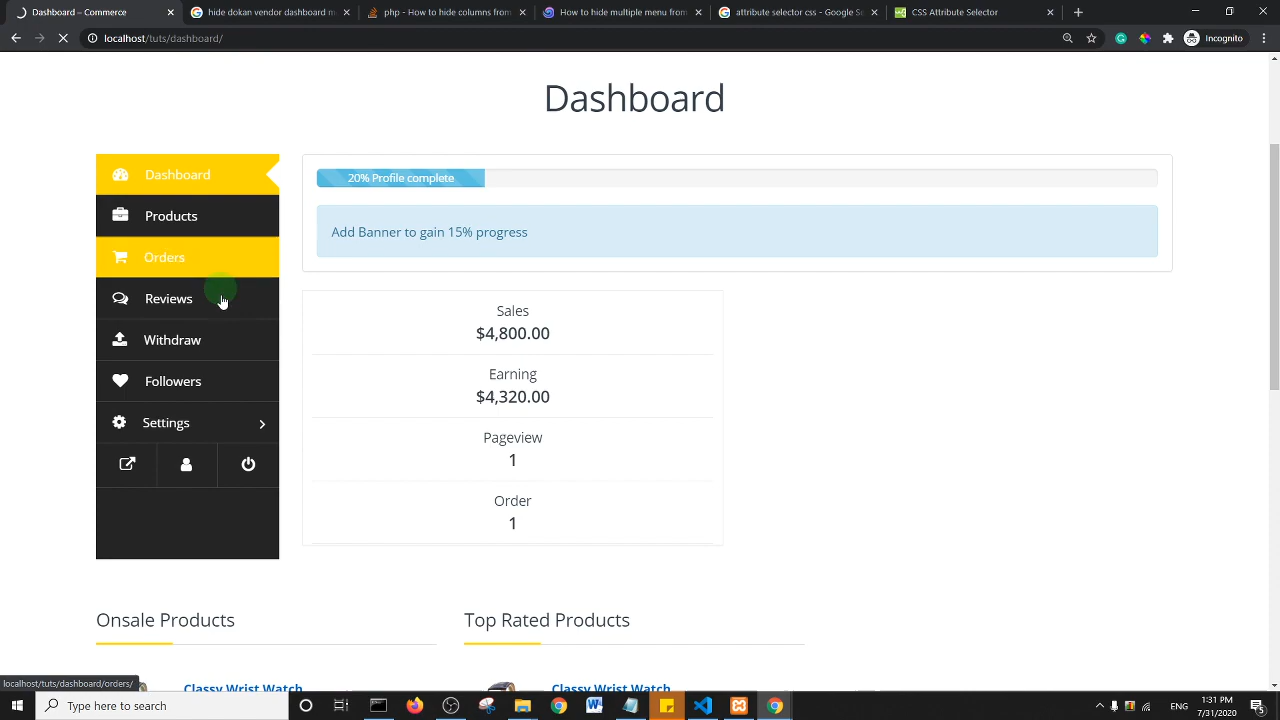 Dashboard – Commerce
hide dokan vendor dashboard m
php - How to hide columns from
How to hide multiple menu from
attribute selector css - Google Se
CSS Attribute Selector
localhost/tuts/dashboard/
Incognito
Dashboard
Dashboard
Products
Orders
Reviews
Withdraw
Followers
Settings
20% Profile complete
Add Banner to gain 15% progress
Sales
$4,800.00
Earning
$4,320.00
Pageview
1
Order
1
Onsale Products
Top Rated Products
Classy Wrist Watch
Classy Wrist Watch
localhost/tuts/dashboard/orders/
Type here to search
ENG
1:31 PM
7/31/2020